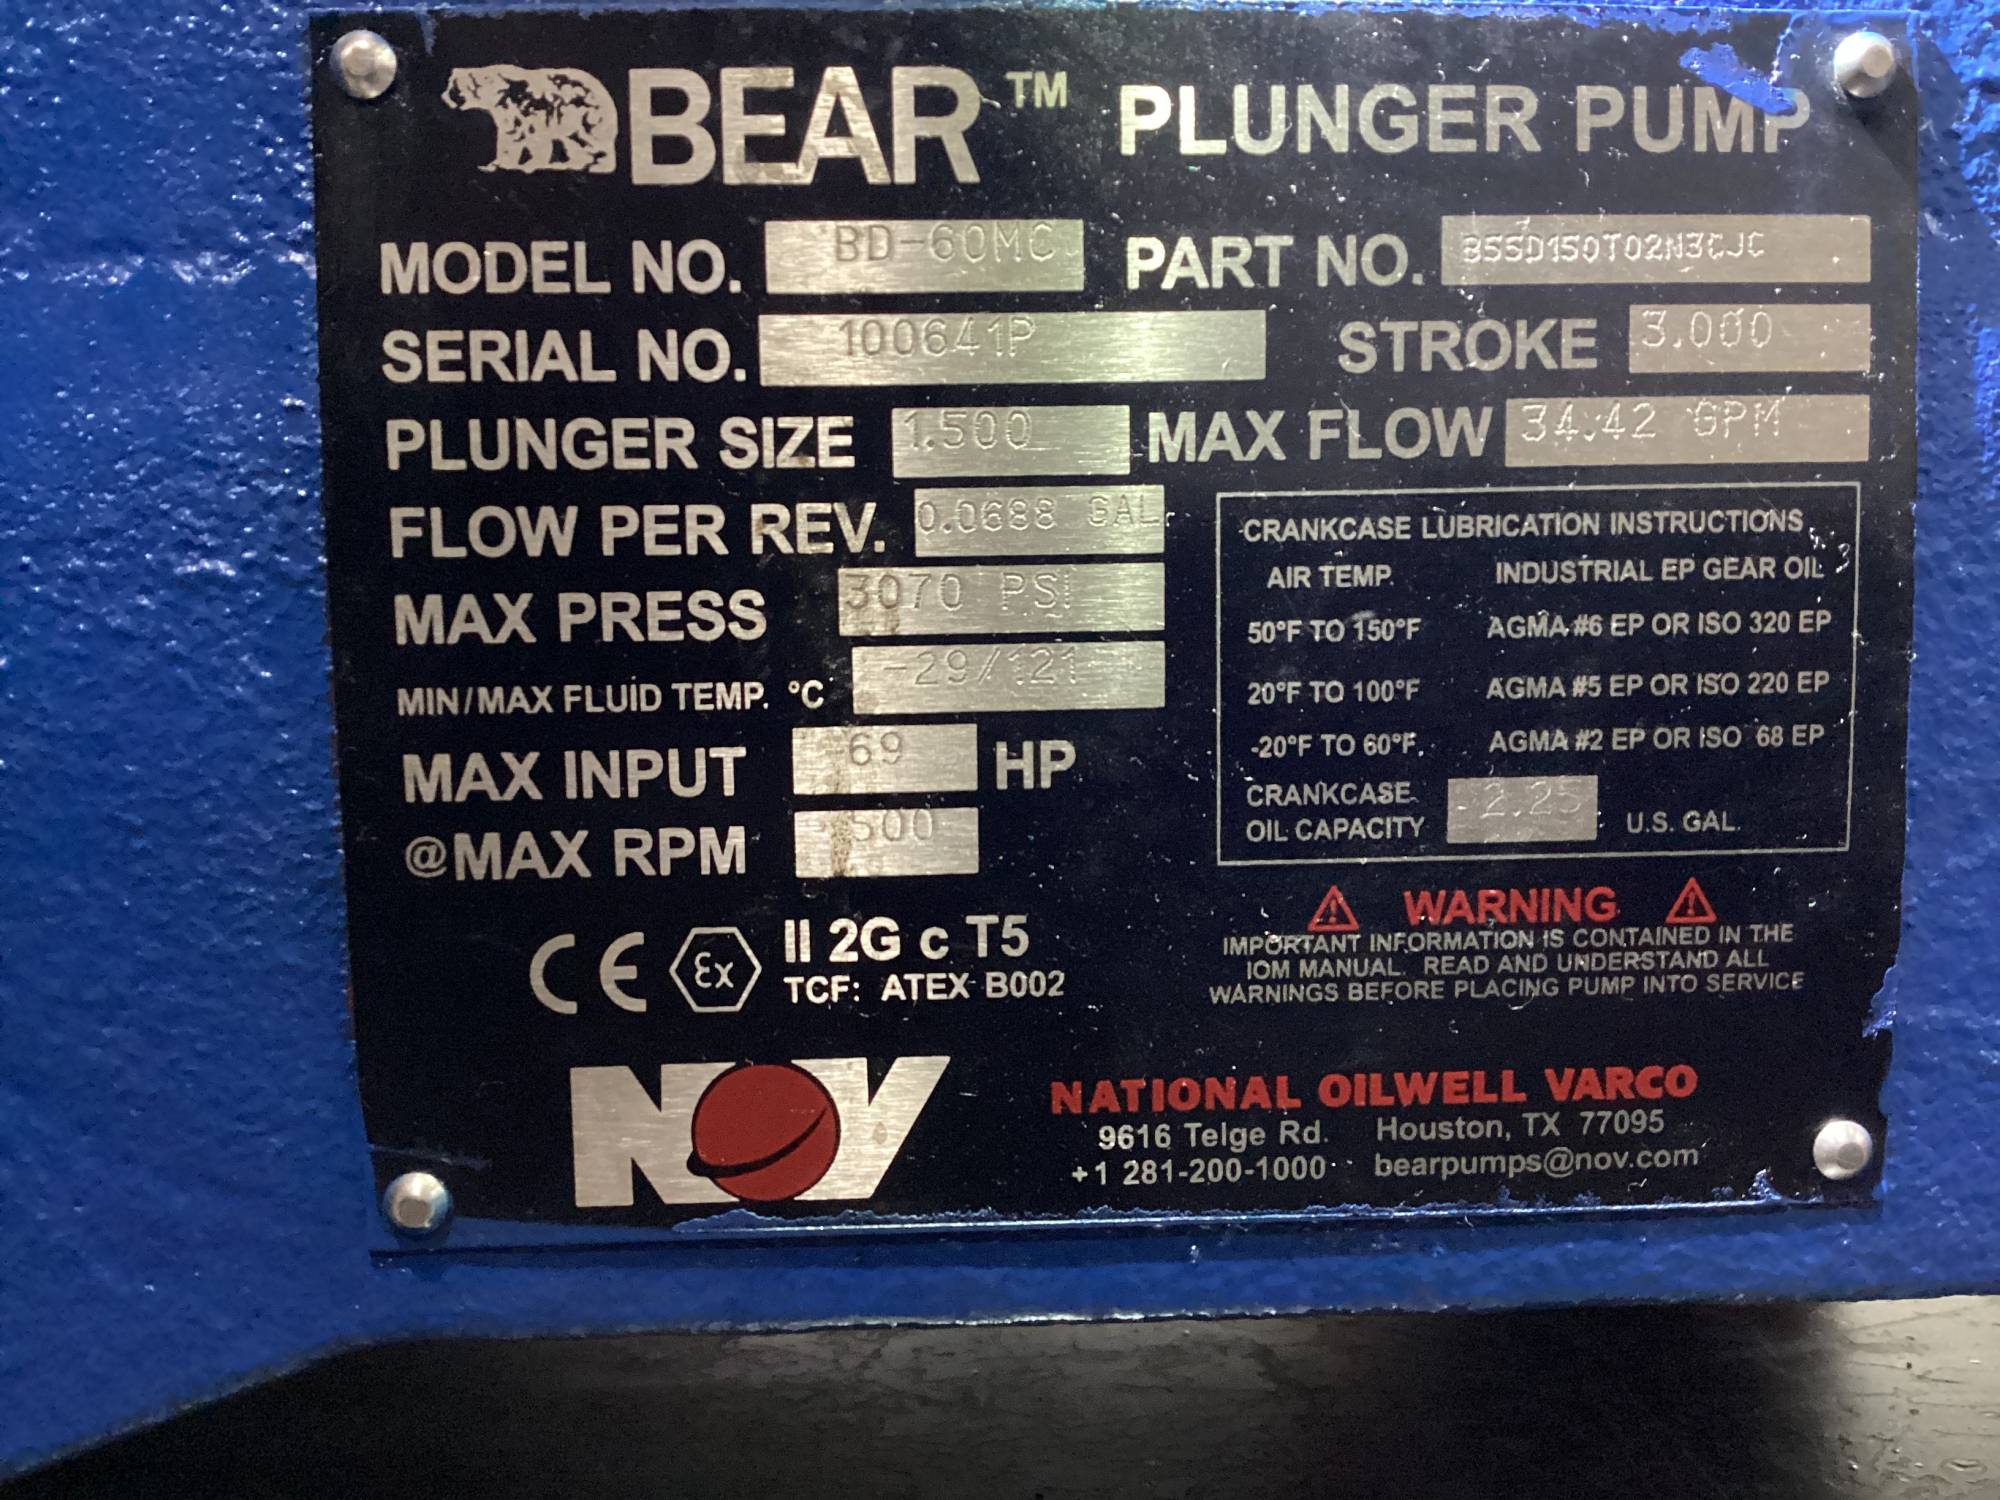 BEAR™ PLUNGER PUMP
MODEL NO. BD-60MC PART NO. B5SD150T02N3CJC
SERIAL NO. 100641P STROKE 3.000
PLUNGER SIZE 1.500 MAX FLOW 34.42 GPM
FLOW PER REV. 0.0688 GAL.
MAX PRESS 3070 PSI
MIN/MAX FLUID TEMP. °C -29/121
MAX INPUT 69 HP
@MAX RPM 500
CRANKCASE LUBRICATION INSTRUCTIONS
AIR TEMP. INDUSTRIAL EP GEAR OIL
50°F TO 150°F AGMA #6 EP OR ISO 320 EP
20°F TO 100°F AGMA #5 EP OR ISO 220 EP
-20°F TO 60°F. AGMA #2 EP OR ISO 68 EP
CRANKCASE
OIL CAPACITY 2.25 U.S. GAL.
CE Ex II 2G c T5
TCF: ATEX B002
WARNING
IMPORTANT INFORMATION IS CONTAINED IN THE
IOM MANUAL. READ AND UNDERSTAND ALL
WARNINGS BEFORE PLACING PUMP INTO SERVICE
NOV
NATIONAL OILWELL VARCO
9616 Telge Rd. Houston, TX 77095
+1 281-200-1000 bearpumps@nov.com